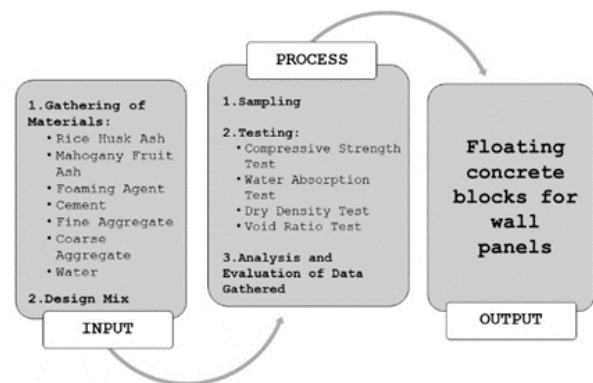 1.Gathering of
Materials:
• Rice Husk Ash
• Mahogany Fruit
Ash
• Foaming Agent
• Cement
• Fine Aggregate
• Coarse
Aggregate
• Water
2.Design Mix
INPUT
PROCESS
1.Sampling
2.Testing:
• Compressive Strength
Test
• Water Absorption
Test
• Dry Density Test
• Void Ratio Test
3.Analysis and
Evaluation of Data
Gathered
Floating
concrete
blocks for
wall
panels
OUTPUT